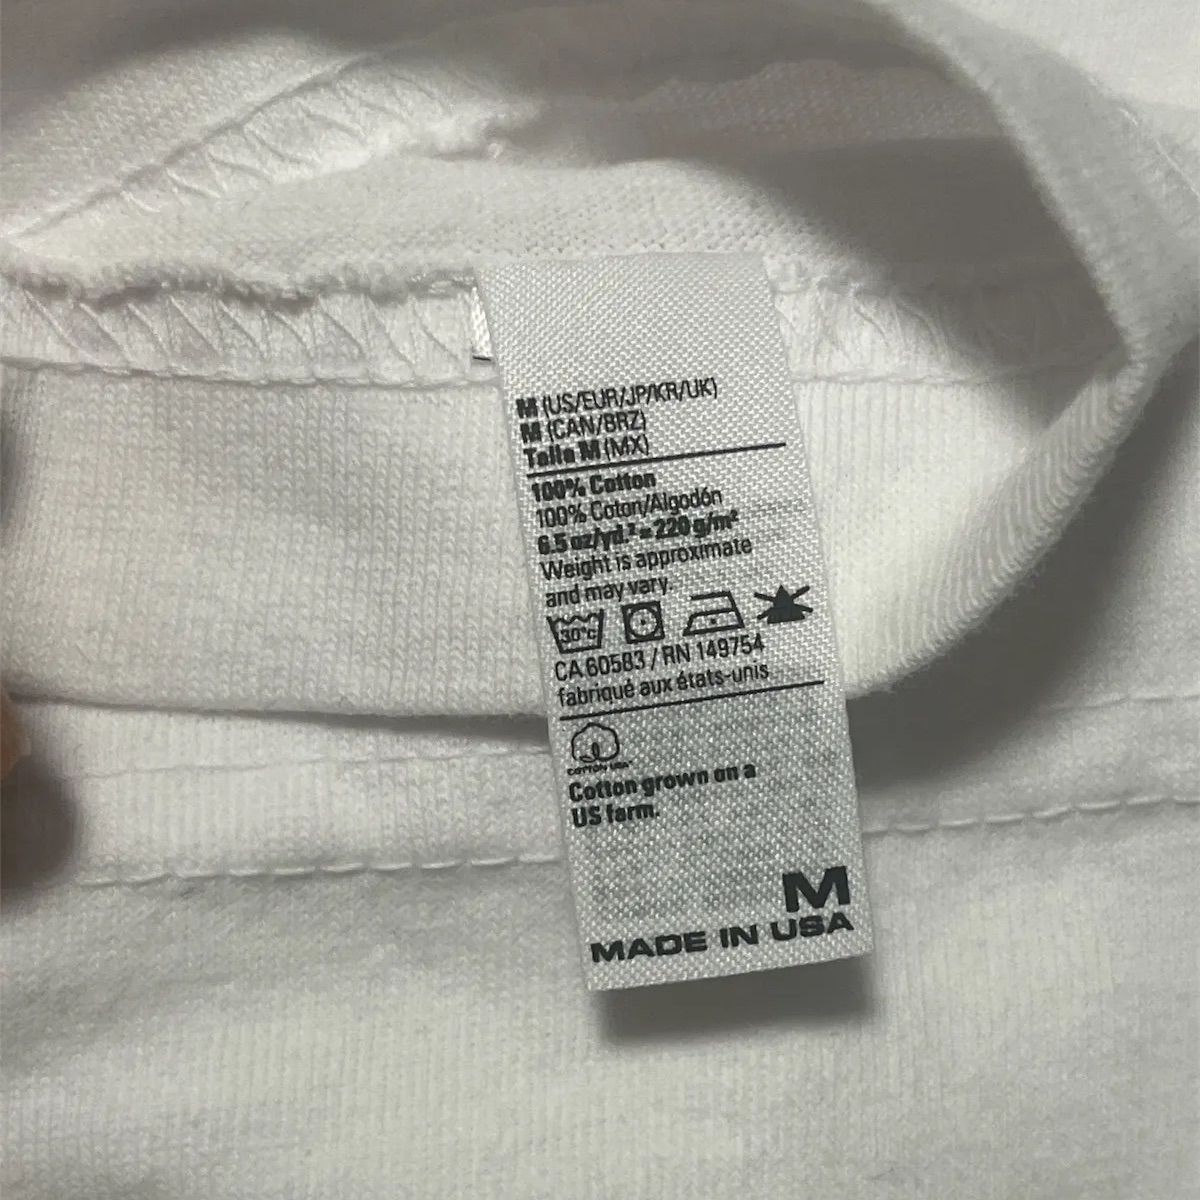 M (US/EUR/JP/KR/UK)
M (CAN/BRZ)
Talla M (MX)
100% Cotton
100% Coton/Algodón
6.5 oz/yd.² = 220 g/m²
Weight is approximate
and may vary.
30°C
CA 60583 / RN 149754
fabriqué aux états-unis
COTTON USA
Cotton grown on a
US farm.
M
MADE IN USA